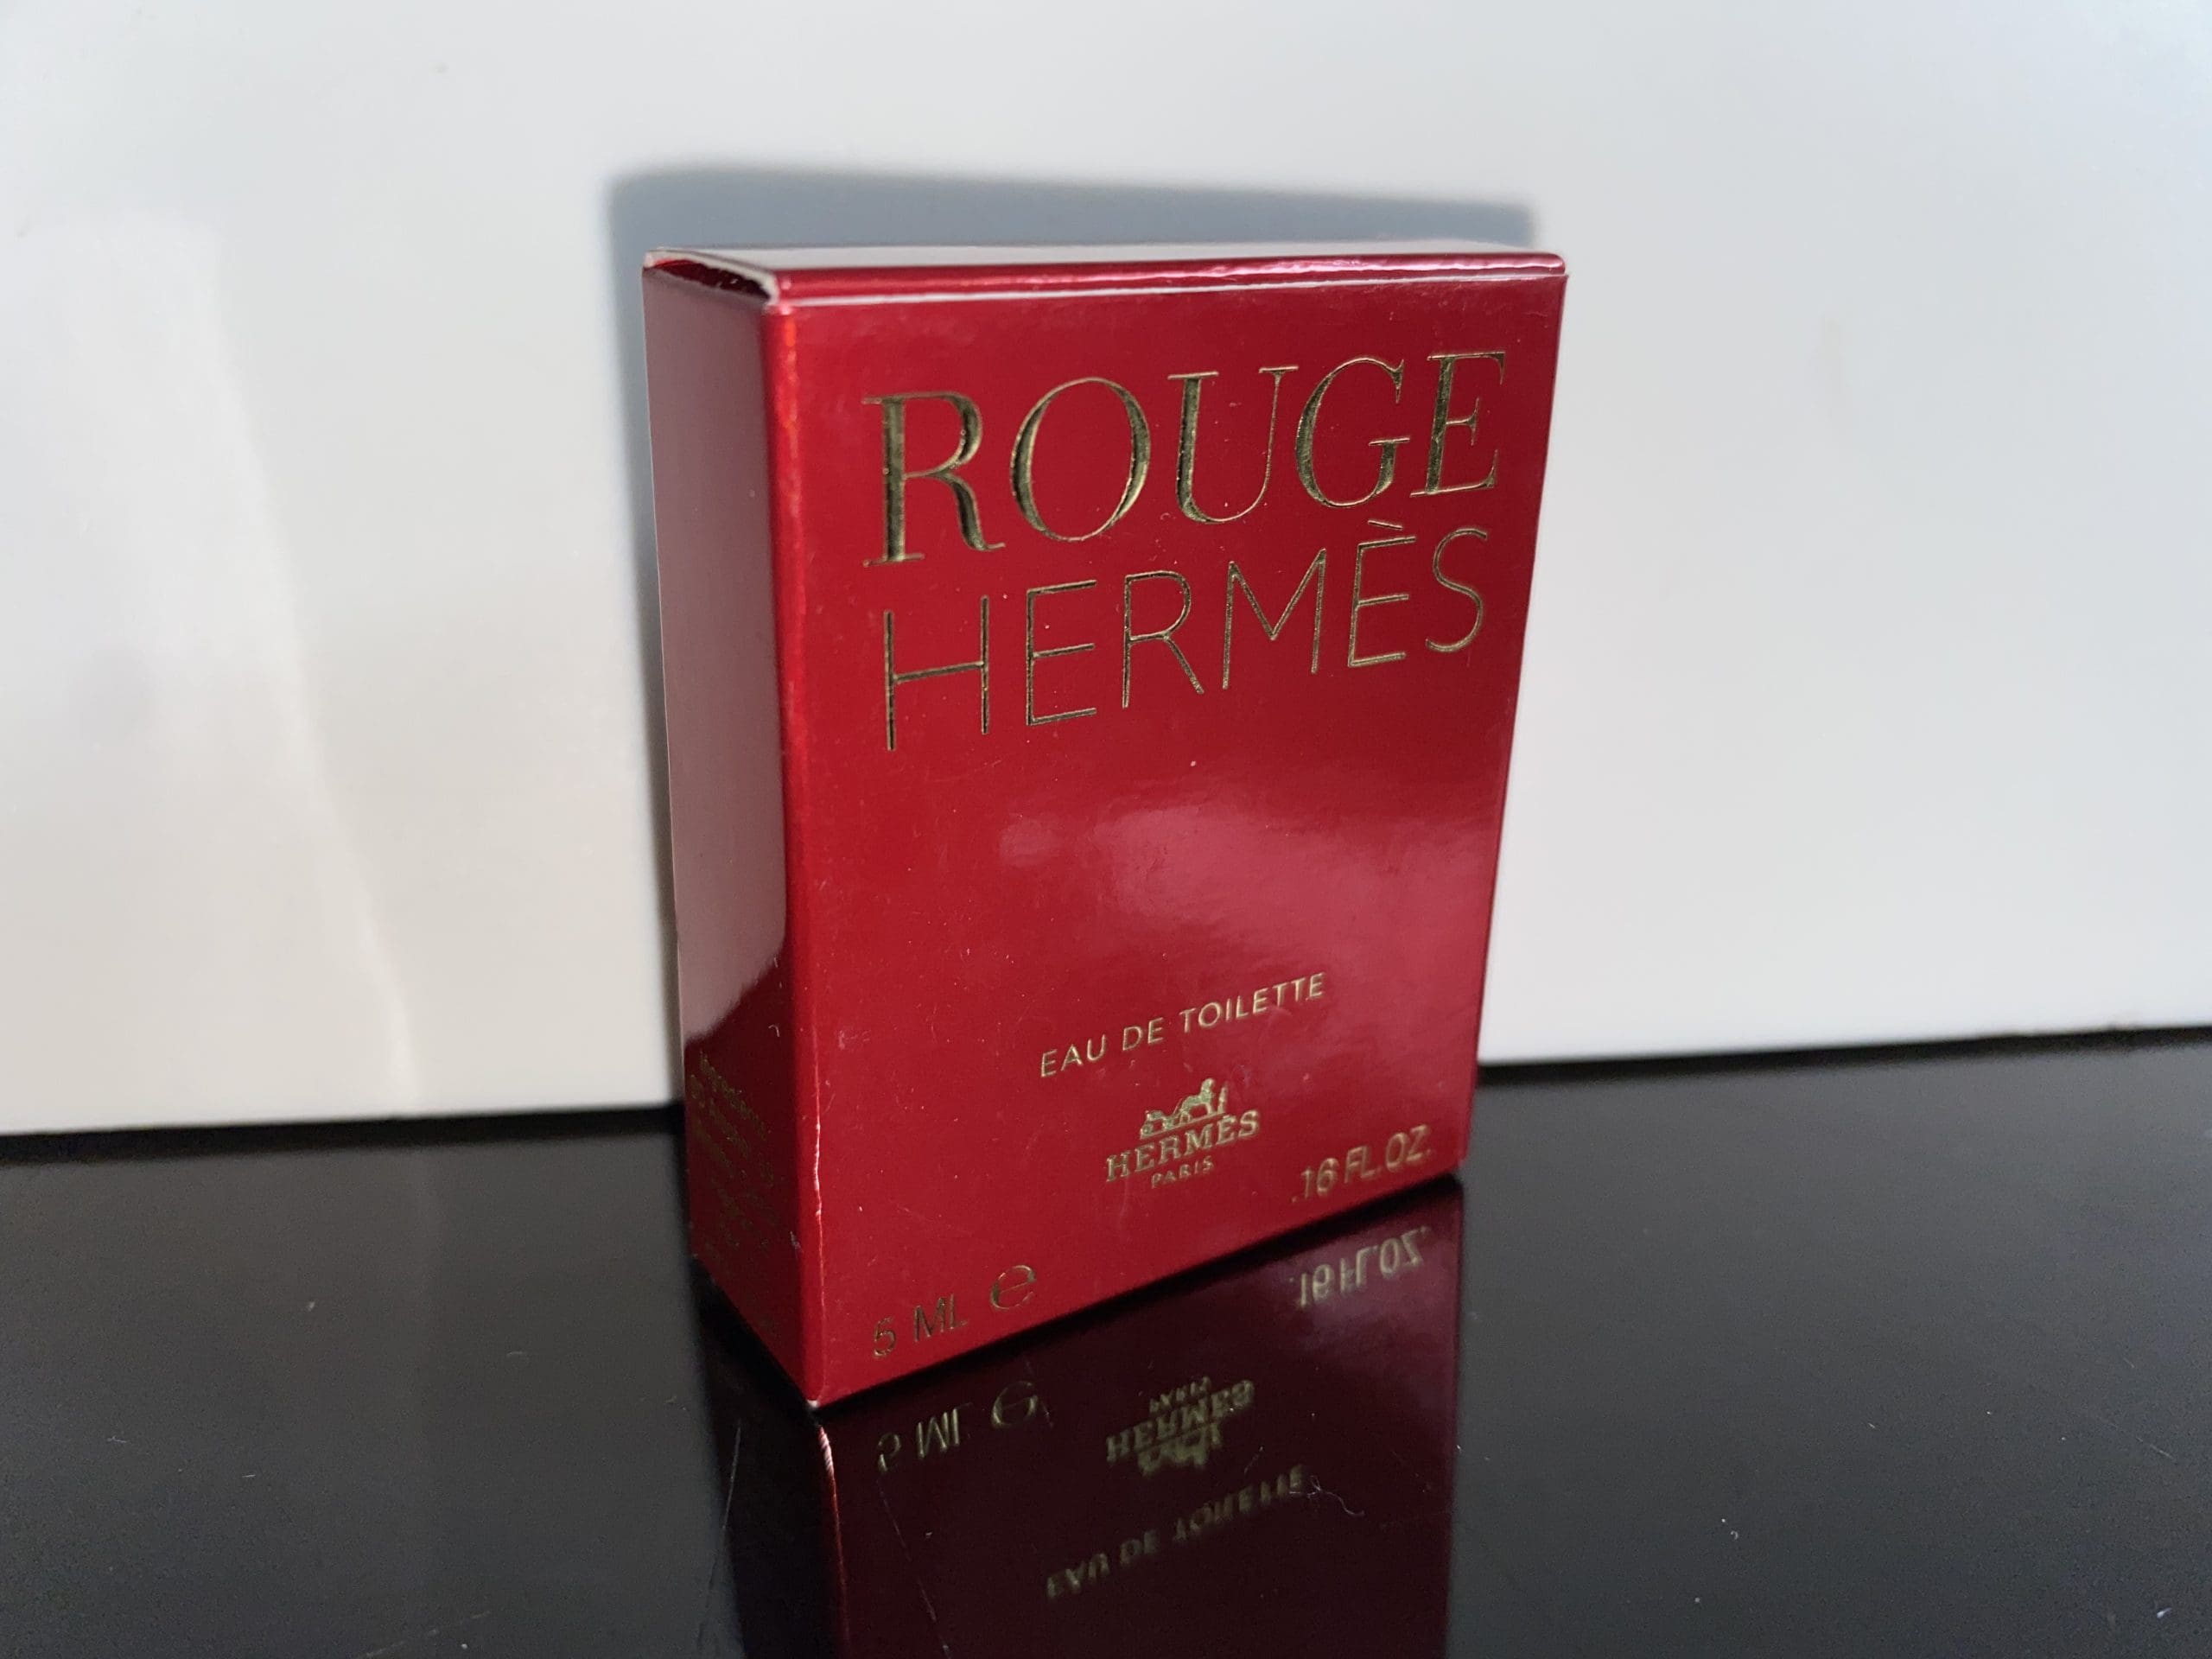 ROUGE
HERMÈS
EAU DE TOILETTE
HERMÈS
PARIS
5 ML ℮
.16 FL.OZ.